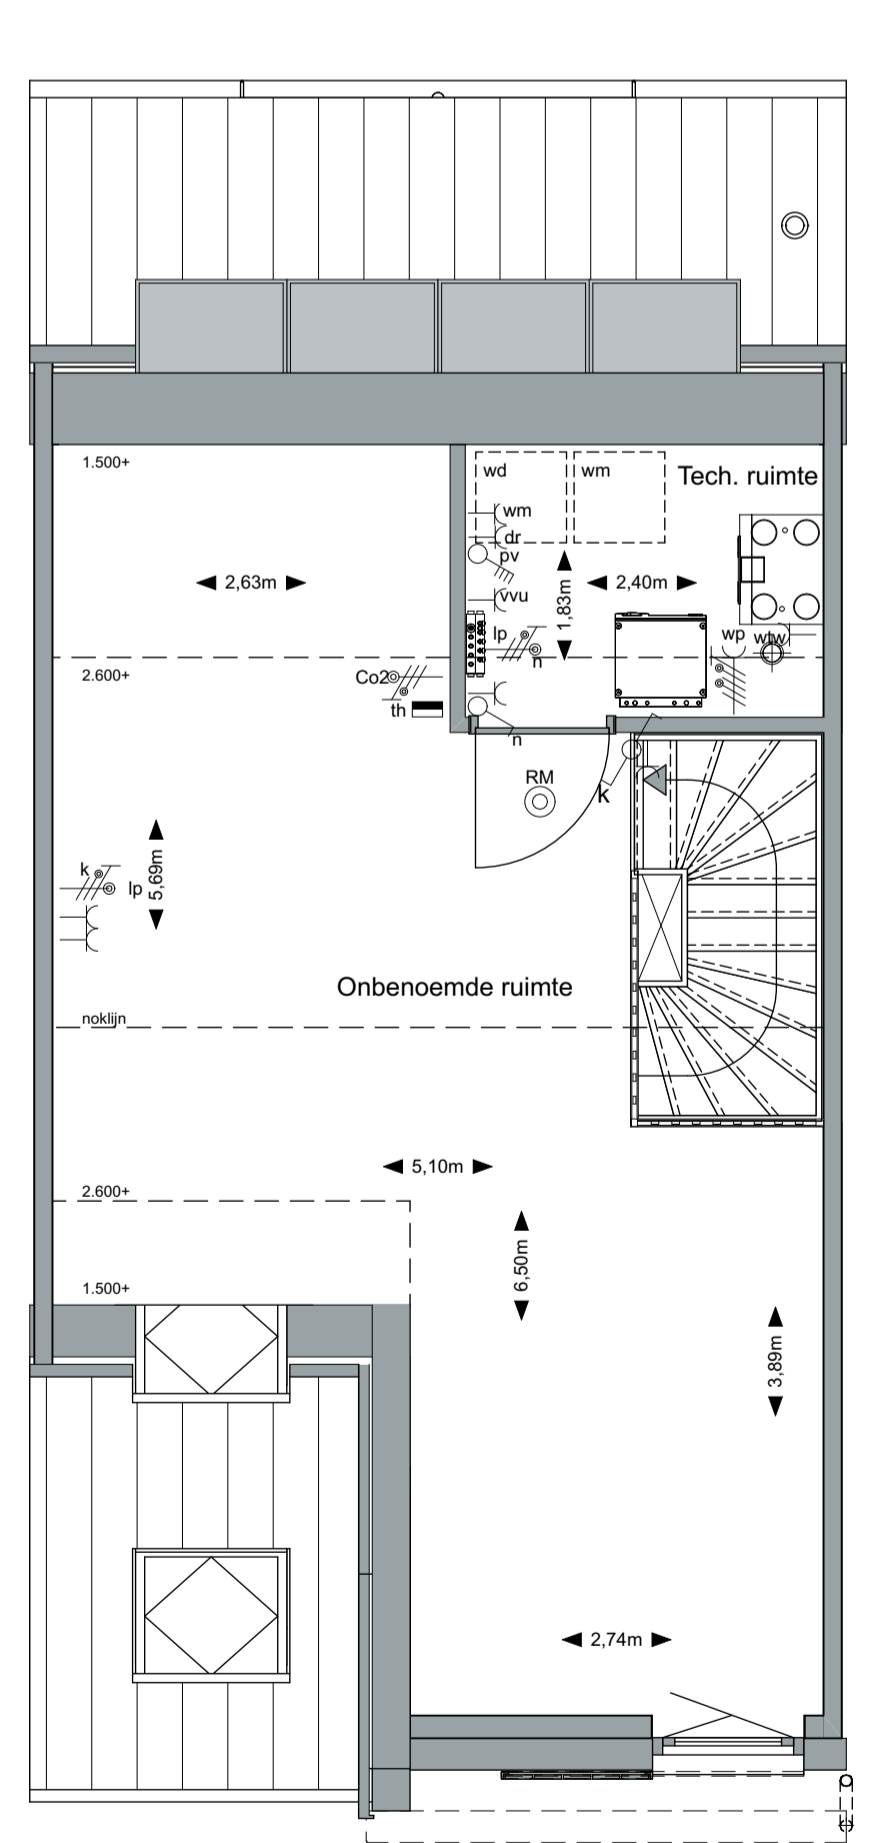 1.500+
wd
wm
Tech. ruimte
wm
dr
pv
2,63m
1,83m
2,40m
vvu
lp
n
wp
wtw
2.600+
Co2
th
n
RM
k
k
lp
5,69m
Onbenoemde ruimte
noklijn
5,10m
2.600+
6,50m
1.500+
3,89m
2,74m